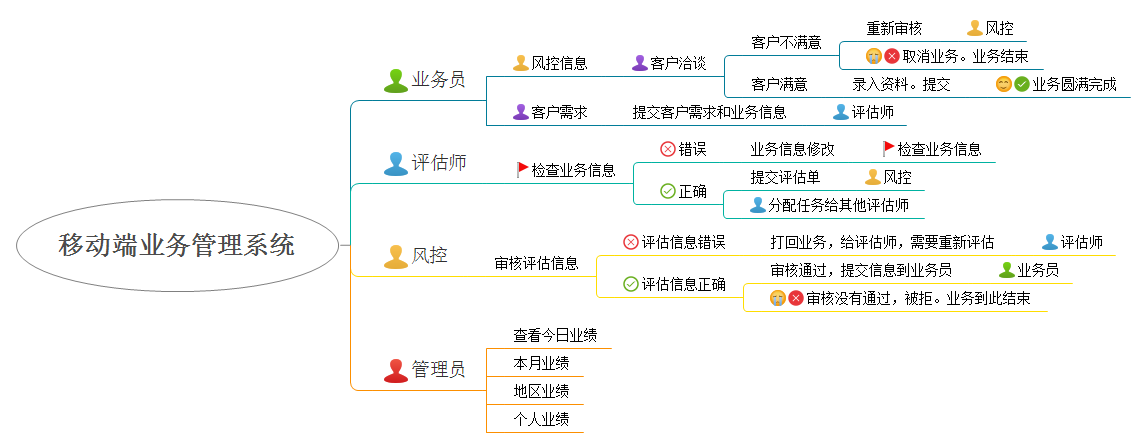 移动端业务管理系统
业务员
风控信息
客户洽谈
客户不满意
重新审核
风控
取消业务。业务结束
客户满意
录入资料。提交
业务圆满完成
客户需求
提交客户需求和业务信息
评估师
评估师
检查业务信息
错误
业务信息修改
检查业务信息
正确
提交评估单
风控
分配任务给其他评估师
风控
审核评估信息
评估信息错误
打回业务，给评估师，需要重新评估
评估师
评估信息正确
审核通过，提交信息到业务员
业务员
审核没有通过，被拒。业务到此结束
管理员
查看今日业绩
本月业绩
地区业绩
个人业绩